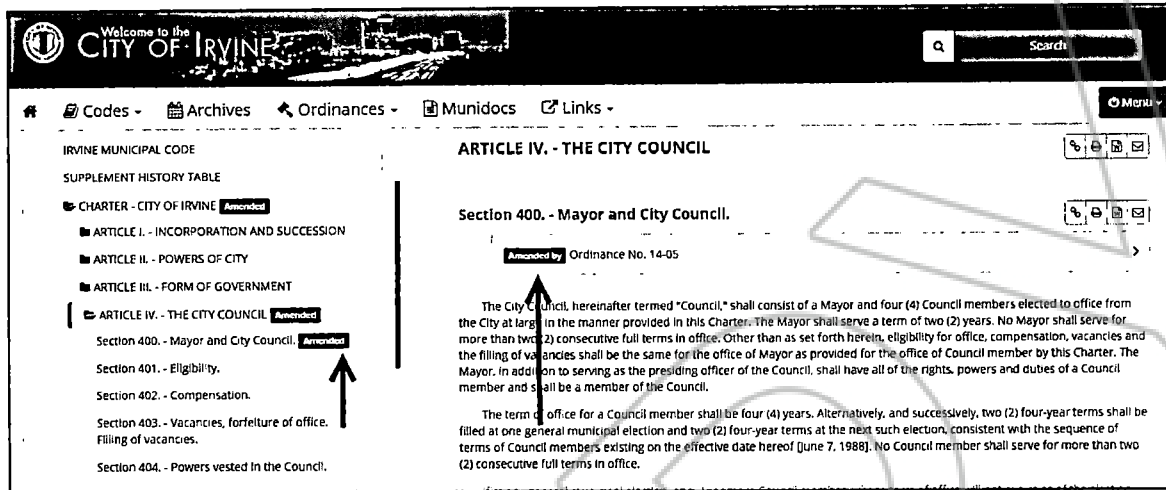 Welcome to the
CITY OF IRVINE
Search
Codes
Archives
Ordinances
Munidocs
Links
Menu
IRVINE MUNICIPAL CODE
SUPPLEMENT HISTORY TABLE
CHARTER - CITY OF IRVINE Amended
ARTICLE I. - INCORPORATION AND SUCCESSION
ARTICLE II. - POWERS OF CITY
ARTICLE III. - FORM OF GOVERNMENT
ARTICLE IV. - THE CITY COUNCIL Amended
Section 400. - Mayor and City Council. Amended
Section 401. - Eligibility.
Section 402. - Compensation.
Section 403. - Vacancies, forfeiture of office.
Filling of vacancies.
Section 404. - Powers vested in the Council.
ARTICLE IV. - THE CITY COUNCIL
Section 400. - Mayor and City Council.
Amended by Ordinance No. 14-05
The City Council, hereinafter termed "Council," shall consist of a Mayor and four (4) Council members elected to office from
the City at large in the manner provided in this Charter. The Mayor shall serve a term of two (2) years. No Mayor shall serve for
more than two (2) consecutive full terms in office. Other than as set forth herein, eligibility for office, compensation, vacancies and
the filling of vacancies shall be the same for the office of Mayor as provided for the office of Council member by this Charter. The
Mayor, in addition to serving as the presiding officer of the Council, shall have all of the rights, powers and duties of a Council
member and shall be a member of the Council.
The term of office for a Council member shall be four (4) years. Alternatively, and successively, two (2) four-year terms shall be
filled at one general municipal election and two (2) four-year terms at the next such election, consistent with the sequence of
terms of Council members existing on the effective date hereof [June 7, 1988]. No Council member shall serve for more than two
(2) consecutive full terms in office.